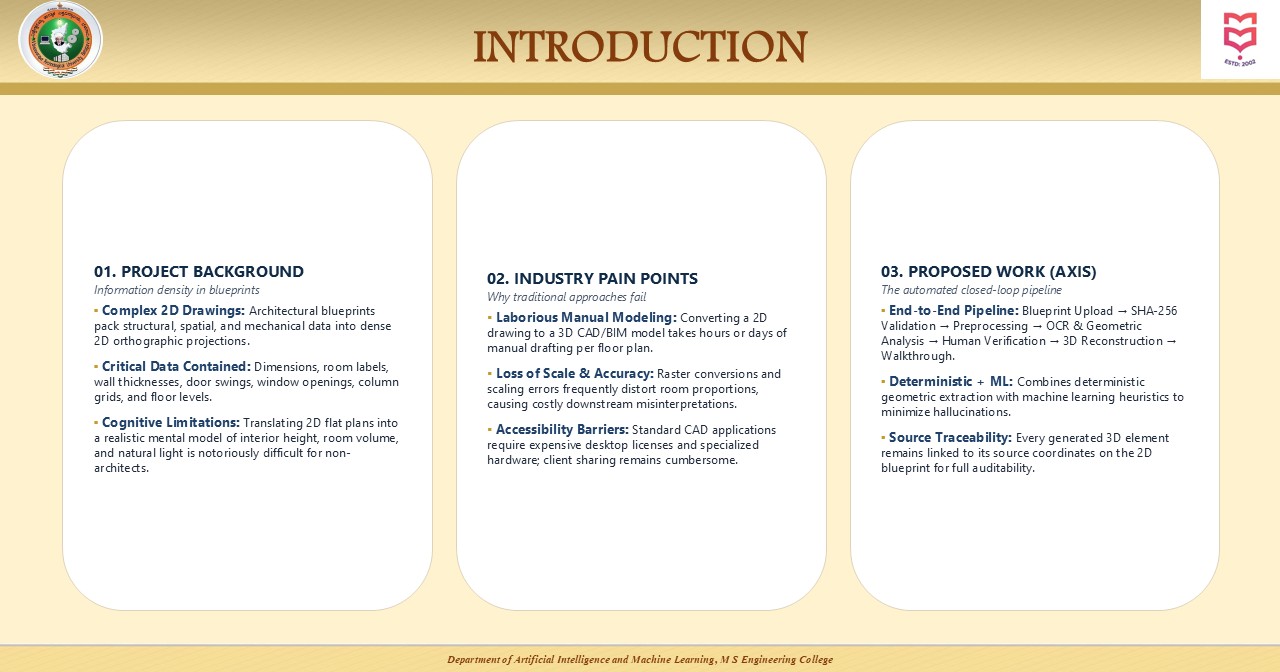 INTRODUCTION
ESTD: 2002
01. PROJECT BACKGROUND
Information density in blueprints
▪ Complex 2D Drawings: Architectural blueprints
pack structural, spatial, and mechanical data into dense
2D orthographic projections.
▪ Critical Data Contained: Dimensions, room labels,
wall thicknesses, door swings, window openings, column
grids, and floor levels.
▪ Cognitive Limitations: Translating 2D flat plans into
a realistic mental model of interior height, room volume,
and natural light is notoriously difficult for non-
architects.
02. INDUSTRY PAIN POINTS
Why traditional approaches fail
▪ Laborious Manual Modeling: Converting a 2D
drawing to a 3D CAD/BIM model takes hours or days of
manual drafting per floor plan.
▪ Loss of Scale & Accuracy: Raster conversions and
scaling errors frequently distort room proportions,
causing costly downstream misinterpretations.
▪ Accessibility Barriers: Standard CAD applications
require expensive desktop licenses and specialized
hardware; client sharing remains cumbersome.
03. PROPOSED WORK (AXIS)
The automated closed-loop pipeline
▪ End-to-End Pipeline: Blueprint Upload → SHA-256
Validation → Preprocessing → OCR & Geometric
Analysis → Human Verification → 3D Reconstruction →
Walkthrough.
▪ Deterministic + ML: Combines deterministic
geometric extraction with machine learning heuristics to
minimize hallucinations.
▪ Source Traceability: Every generated 3D element
remains linked to its source coordinates on the 2D
blueprint for full auditability.
Department of Artificial Intelligence and Machine Learning, M S Engineering College